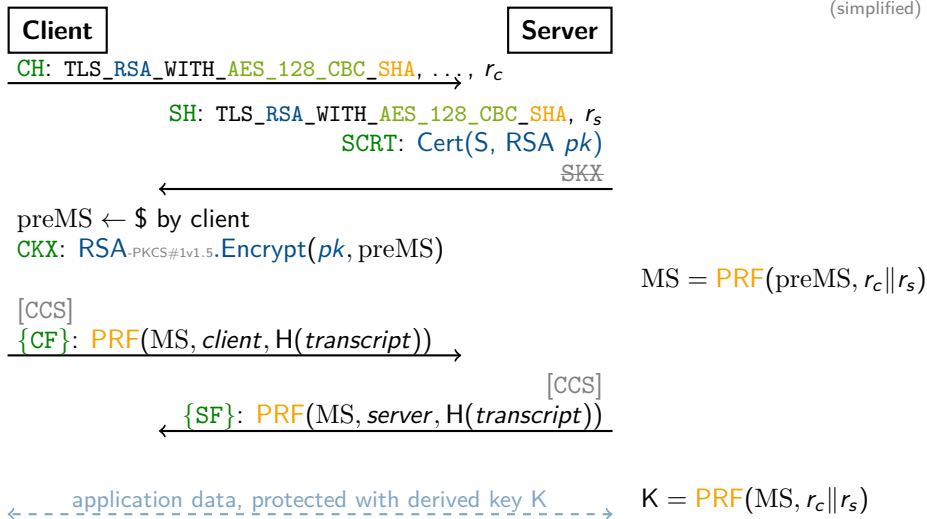 (simplified)
Client
Server
CH: TLS_RSA_WITH_AES_128_CBC_SHA, ..., r_c
SH: TLS_RSA_WITH_AES_128_CBC_SHA, r_s
SCRT: Cert(S, RSA pk)
SKX
preMS ← $ by client
CKX: RSA-PKCS#1v1.5.Encrypt(pk, preMS)
MS = PRF(preMS, r_c‖r_s)
[CCS]
{CF}: PRF(MS, client, H(transcript))
[CCS]
{SF}: PRF(MS, server, H(transcript))
application data, protected with derived key K
K = PRF(MS, r_c‖r_s)